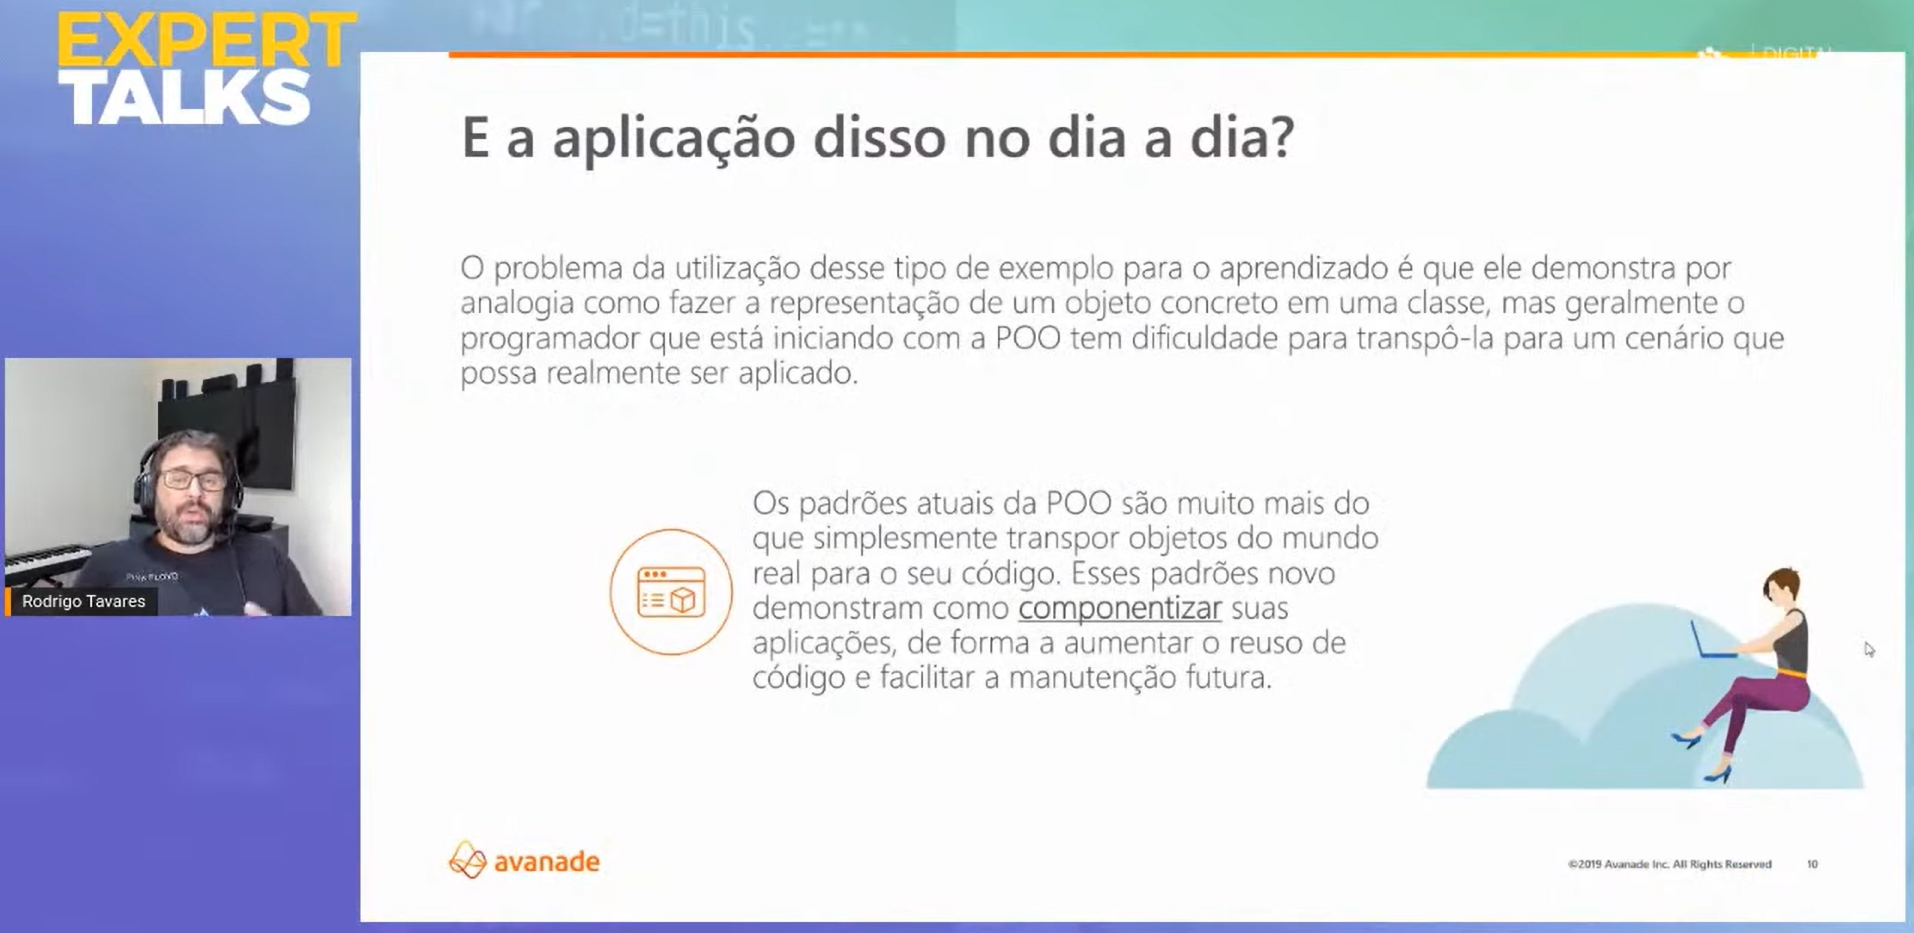 EXPERT
TALKS
DIGITAL
E a aplicação disso no dia a dia?
O problema da utilização desse tipo de exemplo para o aprendizado é que ele demonstra por
analogia como fazer a representação de um objeto concreto em uma classe, mas geralmente o
programador que está iniciando com a POO tem dificuldade para transpô-la para um cenário que
possa realmente ser aplicado.
Os padrões atuais da POO são muito mais do
que simplesmente transpor objetos do mundo
real para o seu código. Esses padrões novo
demonstram como componentizar suas
aplicações, de forma a aumentar o reuso de
código e facilitar a manutenção futura.
Rodrigo Tavares
avanade
©2019 Avanade Inc. All Rights Reserved 10